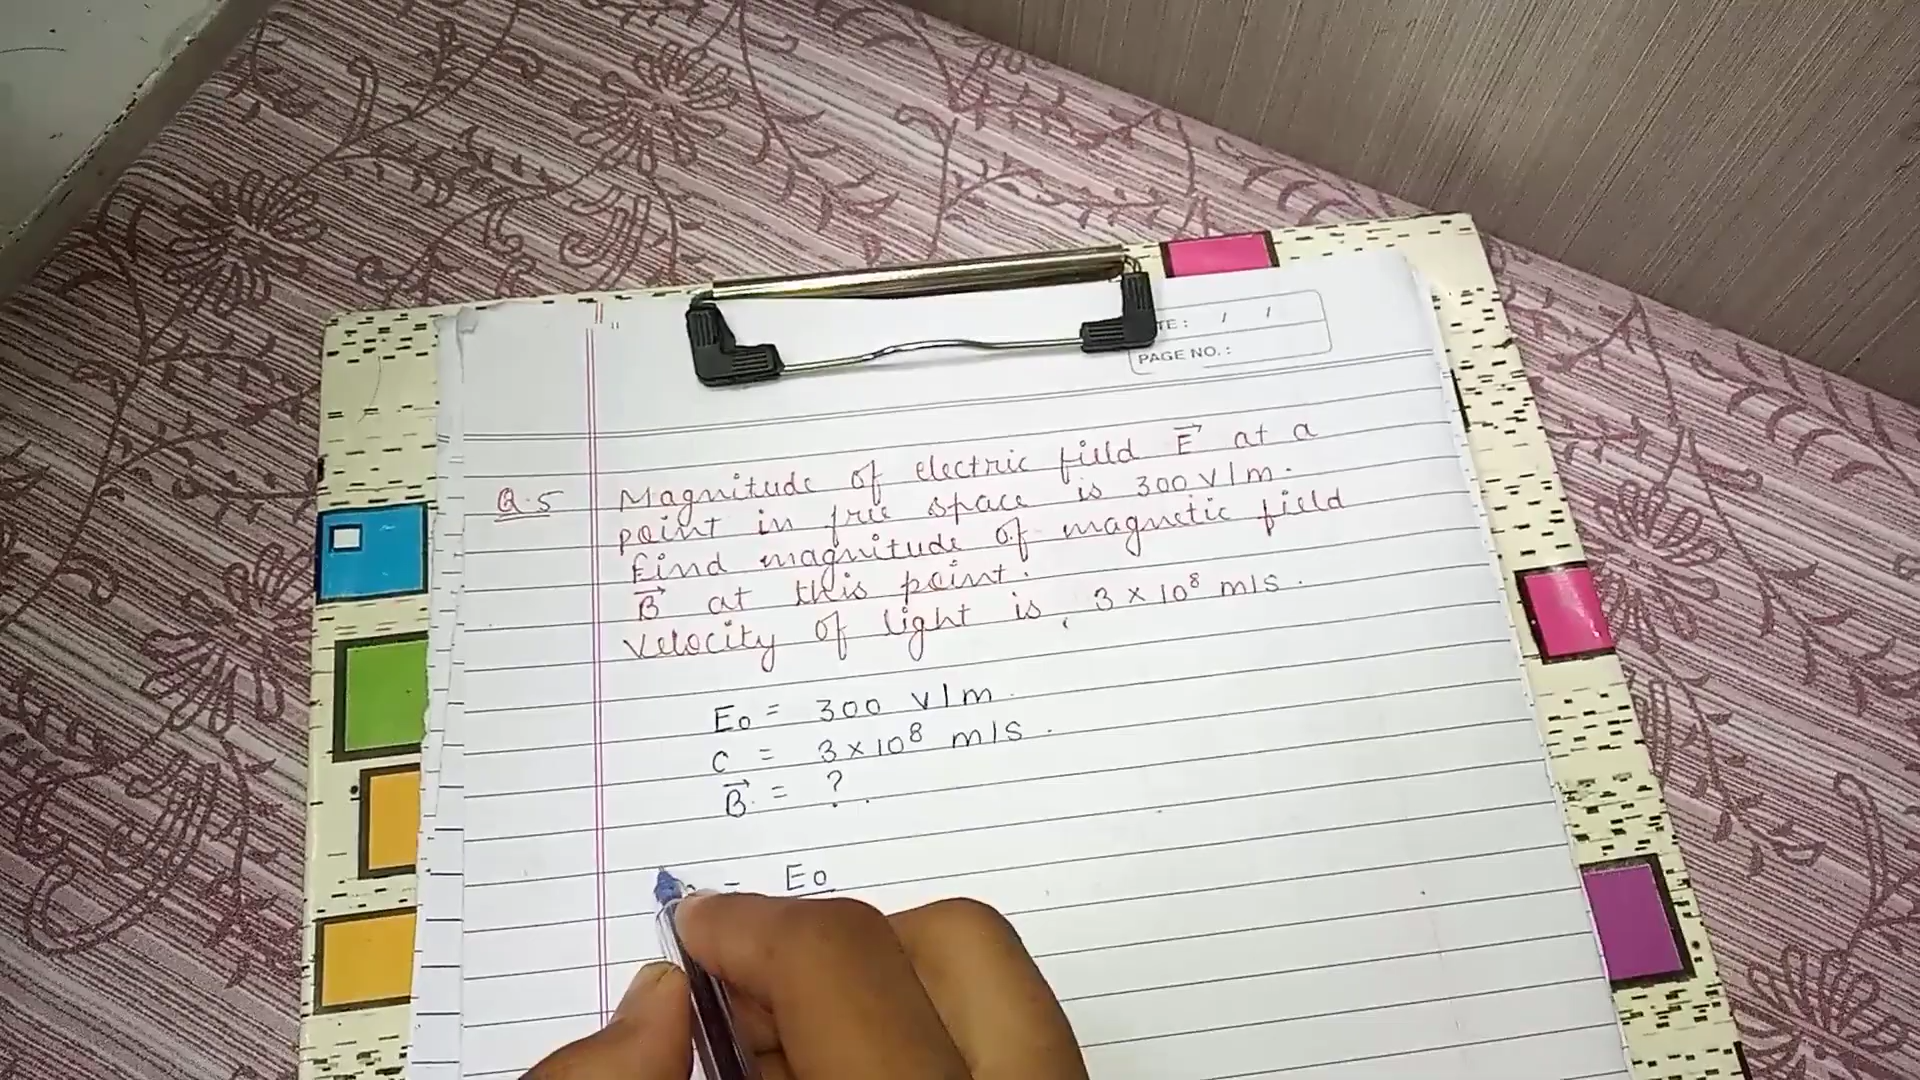 TE: / /
PAGE NO.:
Q.5 Magnitude of electric field E⃗ at a
point in free space is 300 V/m.
Find magnitude of magnetic field
B⃗ at this point.
Velocity of light is 3 × 10⁸ m/s.
E₀ = 300 V/m.
C = 3 × 10⁸ m/s.
B⃗ = ?
= E₀